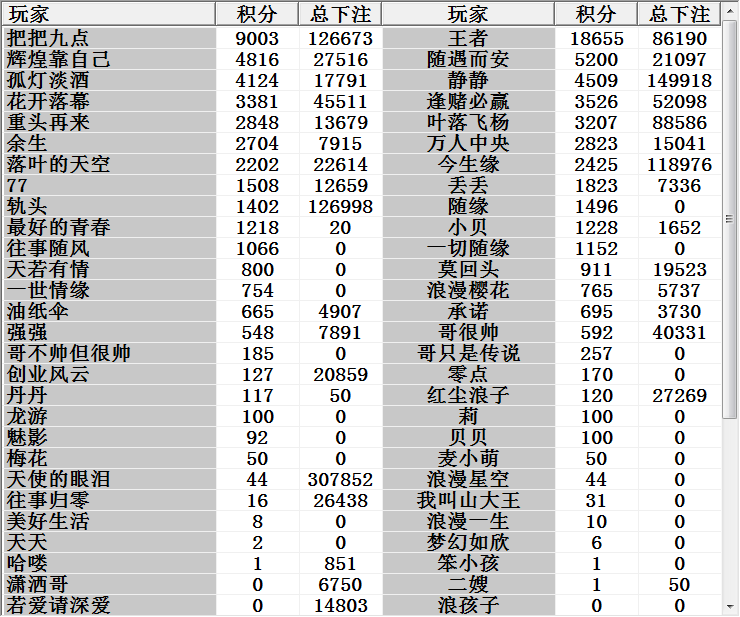 玩家 积分 总下注 玩家 积分 总下注
把把九点 9003 126673 王者 18655 86190
辉煌靠自己 4816 27516 随遇而安 5200 21097
孤灯淡酒 4124 17791 静静 4509 149918
花开落幕 3381 45511 逢赌必赢 3526 52098
重头再来 2848 13679 叶落飞杨 3207 88586
余生 2704 7915 万人中央 2823 15041
落叶的天空 2202 22614 今生缘 2425 118976
77 1508 12659 丢丢 1823 7336
轨头 1402 126998 随缘 1496 0
最好的青春 1218 20 小贝 1228 1652
往事随风 1066 0 一切随缘 1152 0
天若有情 800 0 莫回头 911 19523
一世情缘 754 0 浪漫樱花 765 5737
油纸伞 665 4907 承诺 695 3730
强强 548 7891 哥很帅 592 40331
哥不帅但很帅 185 0 哥只是传说 257 0
创业风云 127 20859 零点 170 0
丹丹 117 50 红尘浪子 120 27269
龙游 100 0 莉 100 0
魅影 92 0 贝贝 100 0
梅花 50 0 麦小萌 50 0
天使的眼泪 44 307852 浪漫星空 44 0
往事归零 16 26438 我叫山大王 31 0
美好生活 8 0 浪漫一生 10 0
天天 2 0 梦幻如欣 6 0
哈喽 1 851 笨小孩 1 0
潇洒哥 0 6750 二嫂 1 50
若爱请深爱 0 14803 浪孩子 0 0